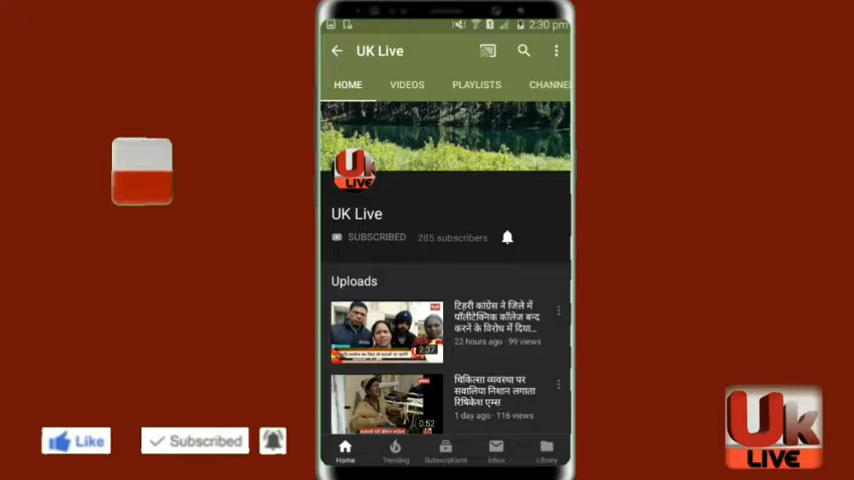 2:30 pm
UK Live
HOME VIDEOS PLAYLISTS CHANNE
Uk
LIVE
UK Live
SUBSCRIBED 285 subscribers
Uploads
टिहरी कांग्रेस ने जिले में
पॉलीटेक्निक कॉलेज बन्द
करने के विरोध में दिया...
22 hours ago · 99 views
2:37
चिकित्सा व्यवस्था पर
सवालिया निशान लगाता
रिषिकेश एम्स
1 day ago · 116 views
0:52
Home Trending Subscriptions Inbox Library
Like
Subscribed
Uk
LIVE